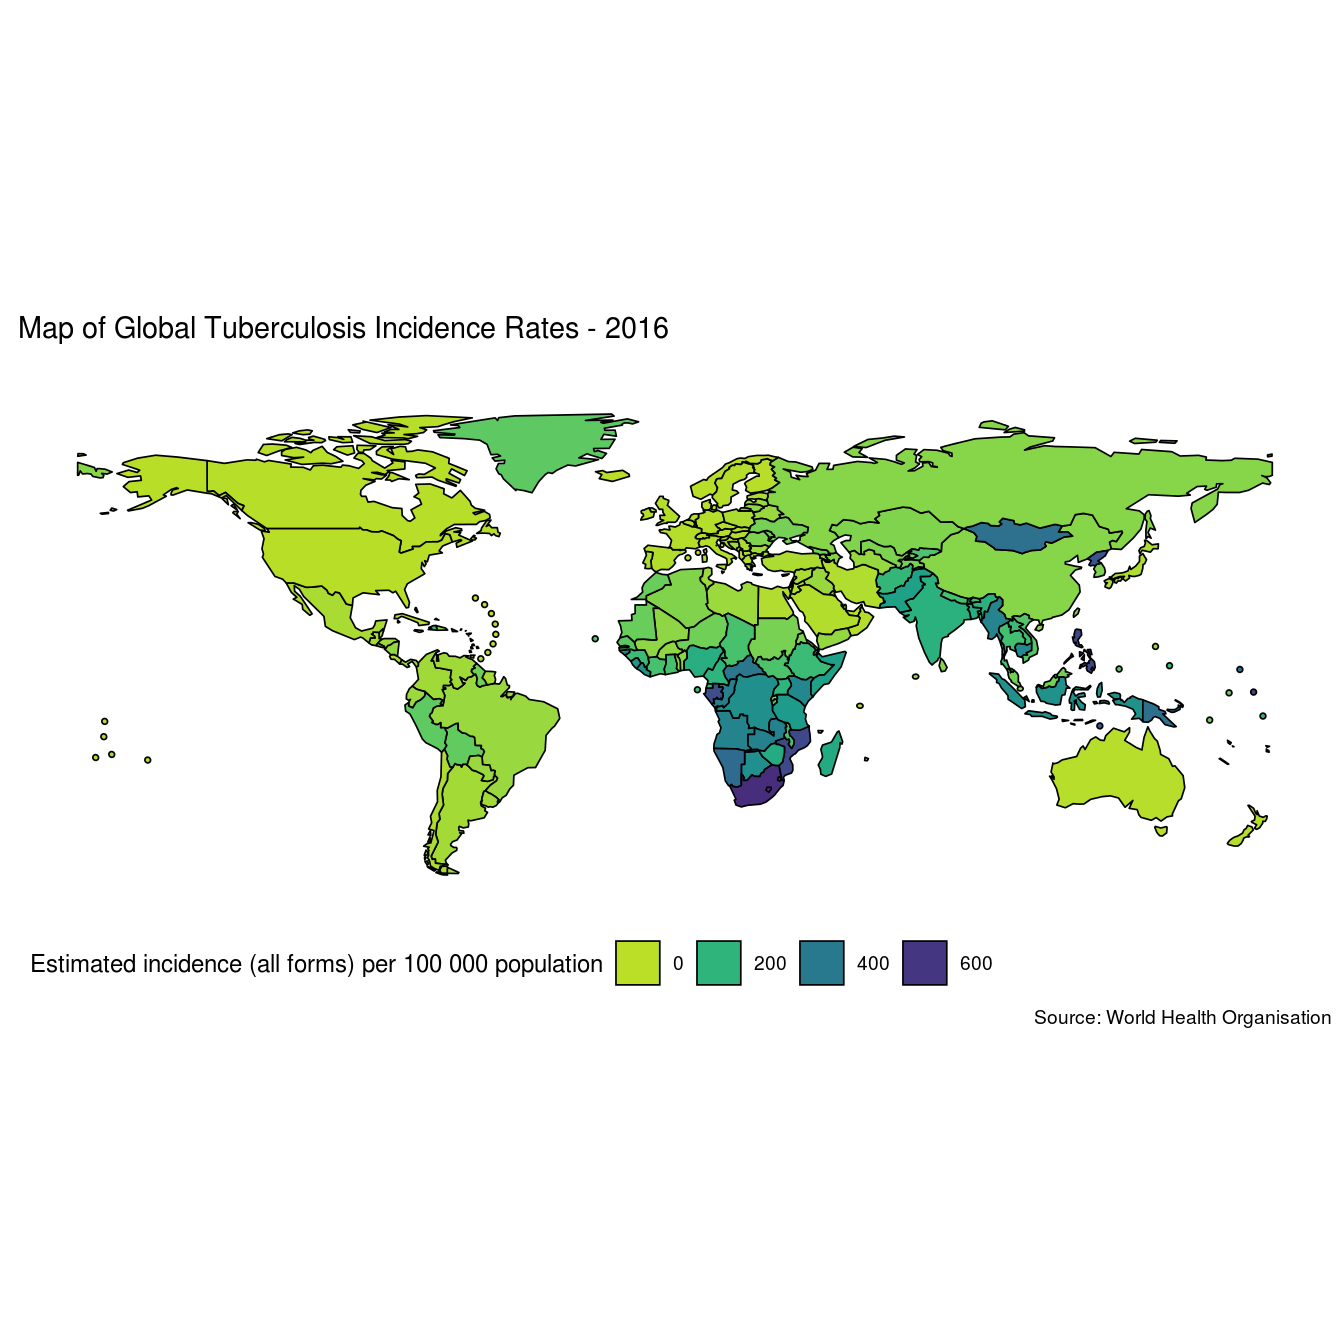 Map of Global Tuberculosis Incidence Rates - 2016
Estimated incidence (all forms) per 100 000 population 0 200 400 600
Source: World Health Organisation